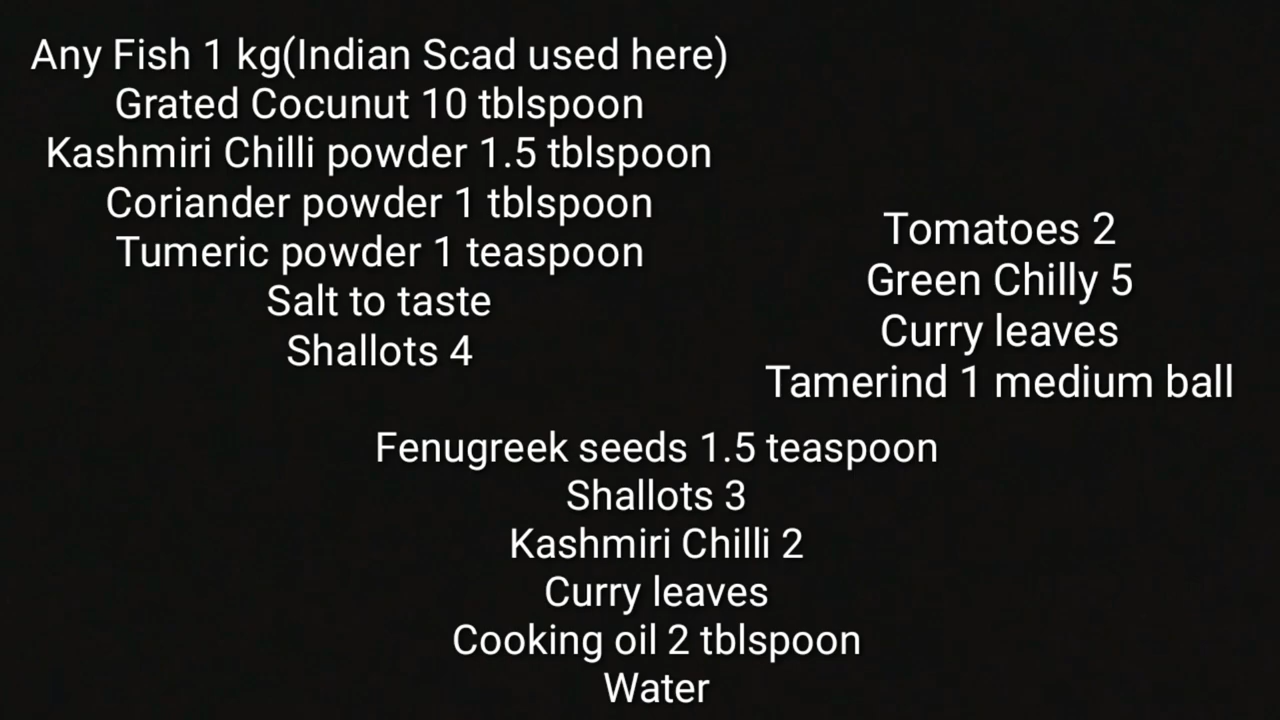 Any Fish 1 kg(Indian Scad used here)
Grated Cocunut 10 tblspoon
Kashmiri Chilli powder 1.5 tblspoon
Coriander powder 1 tblspoon
Tumeric powder 1 teaspoon
Salt to taste
Shallots 4
Tomatoes 2
Green Chilly 5
Curry leaves
Tamerind 1 medium ball
Fenugreek seeds 1.5 teaspoon
Shallots 3
Kashmiri Chilli 2
Curry leaves
Cooking oil 2 tblspoon
Water